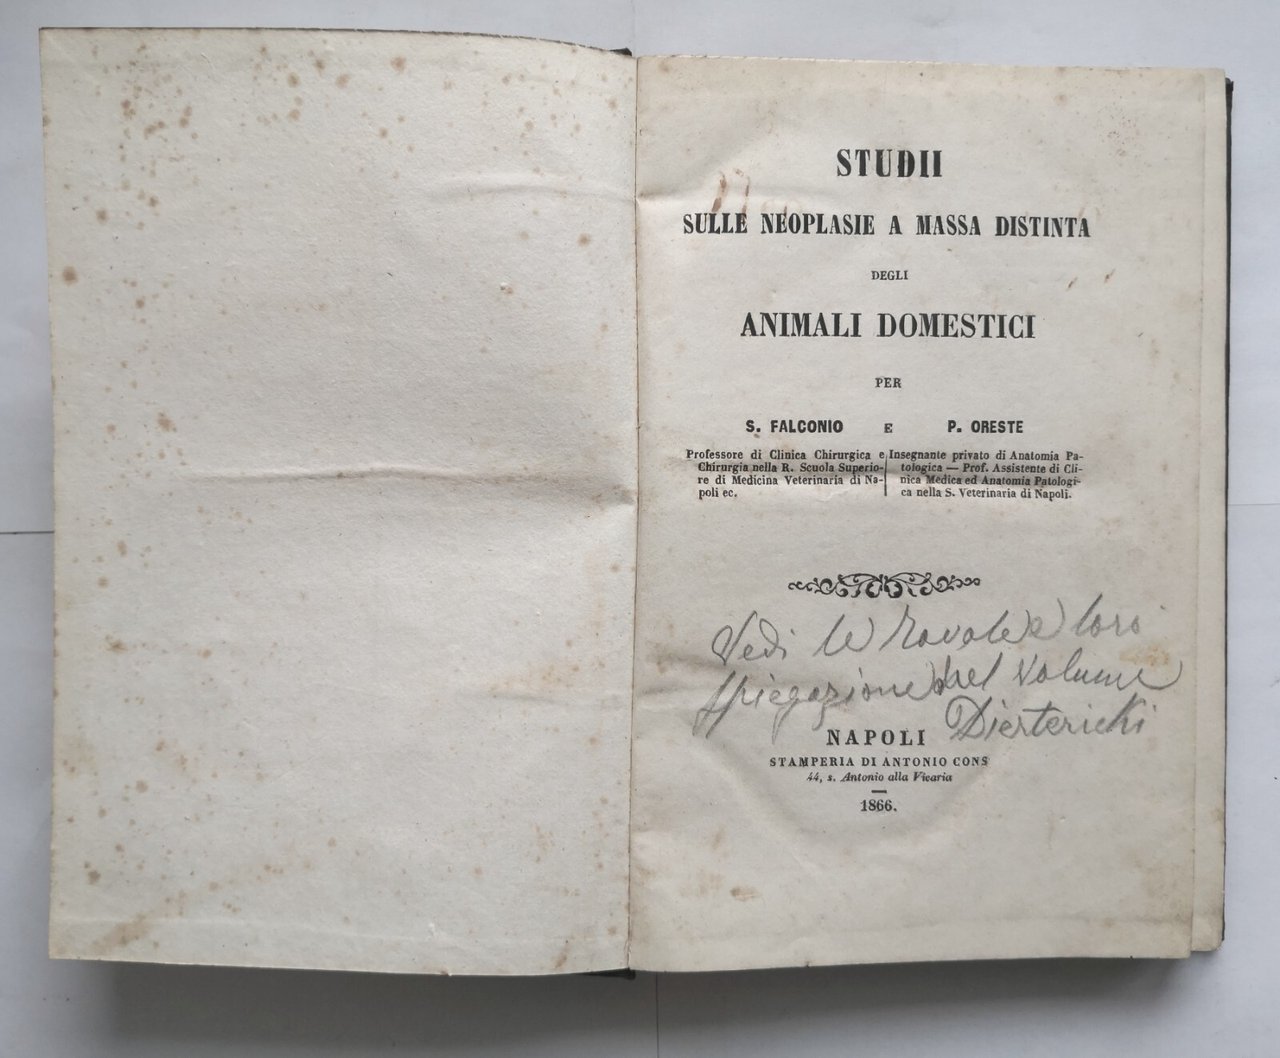 STUDII
SULLE NEOPLASIE A MASSA DISTINTA
DEGLI
ANIMALI DOMESTICI
PER
S. FALCONIO E P. ORESTE
Professore di Clinica Chirurgica e
Chirurgia nella R. Scuola Superio-
re di Medicina Veterinaria di Na-
poli ec.
Insegnante privato di Anatomia Pa-
tologica — Prof. Assistente di Cli-
nica Medica ed Anatomia Patologi-
ca nella S. Veterinaria di Napoli.
Vedi le Tavole e loro
spiegazione nel volume
NAPOLI
STAMPERIA DI ANTONIO CONS
44, s. Antonio alla Vicaria
1866.